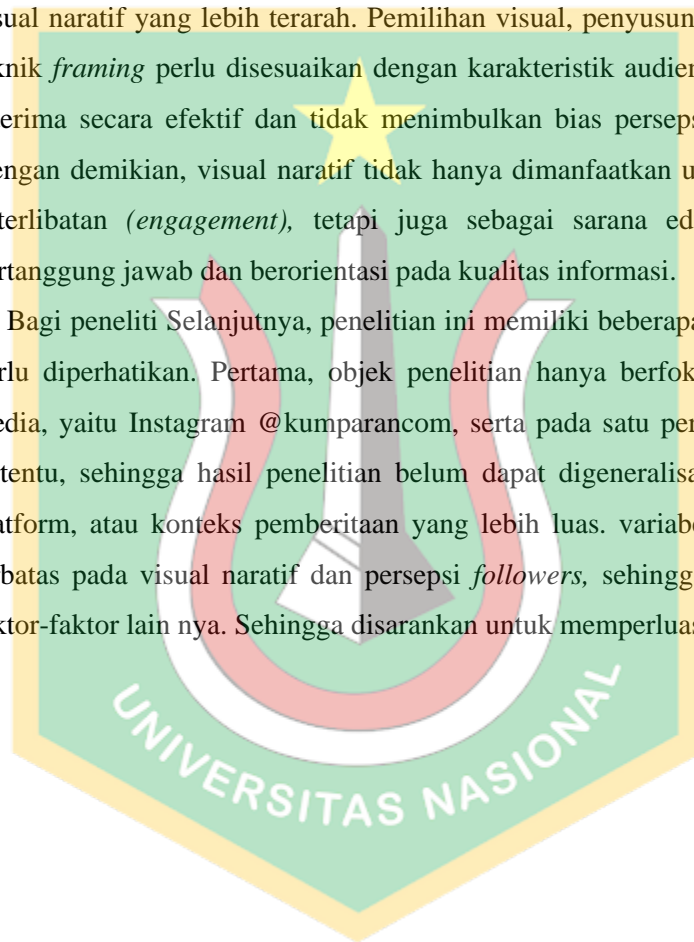 sual naratif yang lebih terarah. Pemilihan visual, penyusun
knik framing perlu disesuaikan dengan karakteristik audien
erima secara efektif dan tidak menimbulkan bias perseps
engan demikian, visual naratif tidak hanya dimanfaatkan u
terlibatan (engagement), tetapi juga sebagai sarana ed
rtanggung jawab dan berorientasi pada kualitas informasi.
Bagi peneliti Selanjutnya, penelitian ini memiliki beberapa
rlu diperhatikan. Pertama, objek penelitian hanya berfok
edia, yaitu Instagram @kumparancom, serta pada satu per
tentu, sehingga hasil penelitian belum dapat digeneralisa
atform, atau konteks pemberitaan yang lebih luas. variabe
batas pada visual naratif dan persepsi followers, sehingg
ktor-faktor lain nya. Sehingga disarankan untuk memperluas
UNIVERSITAS NASIONAL